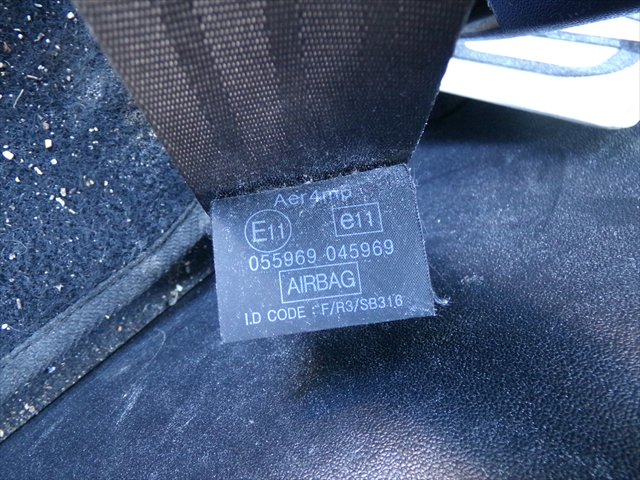 Aer4mp
E11 e11
055969 045969
AIRBAG
I.D CODE : F/R3/SB316